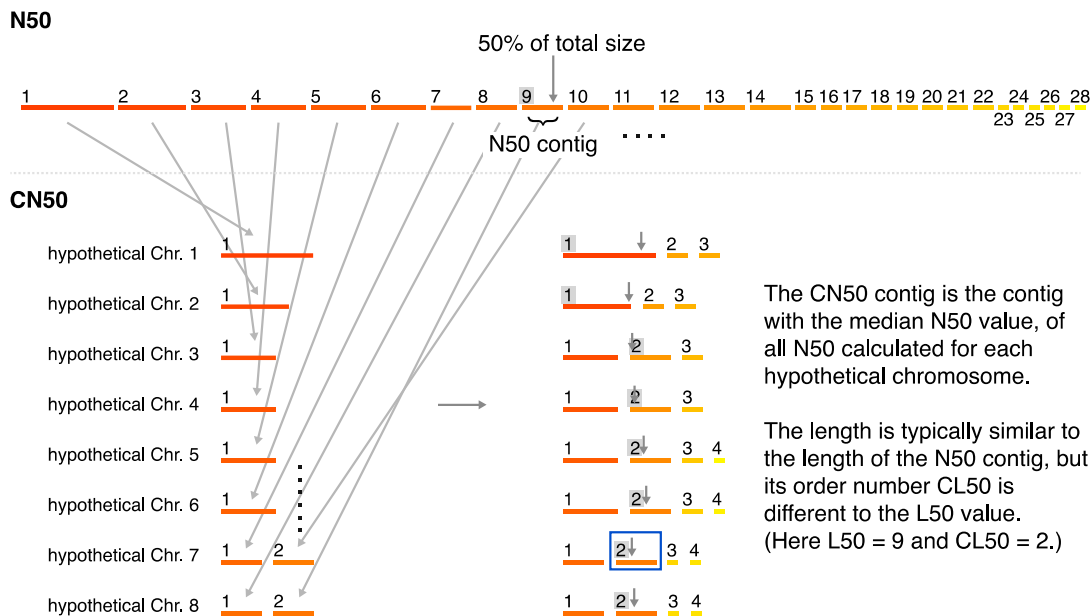 N50
50% of total size
1 2 3 4 5 6 7 8 9 10 11 12 13 14 15 16 17 18 19 20 21 22 24 26 28
23 25 27
N50 contig
CN50
hypothetical Chr. 1 1 1 2 3
hypothetical Chr. 2 1 1 2 3
hypothetical Chr. 3 1 1 2 3
hypothetical Chr. 4 1 1 2 3
hypothetical Chr. 5 1 1 2 3 4
hypothetical Chr. 6 1 1 2 3 4
hypothetical Chr. 7 1 2 1 2 3 4
hypothetical Chr. 8 1 2 1 2 3 4
The CN50 contig is the contig
with the median N50 value, of
all N50 calculated for each
hypothetical chromosome.
The length is typically similar to
the length of the N50 contig, but
its order number CL50 is
different to the L50 value.
(Here L50 = 9 and CL50 = 2.)